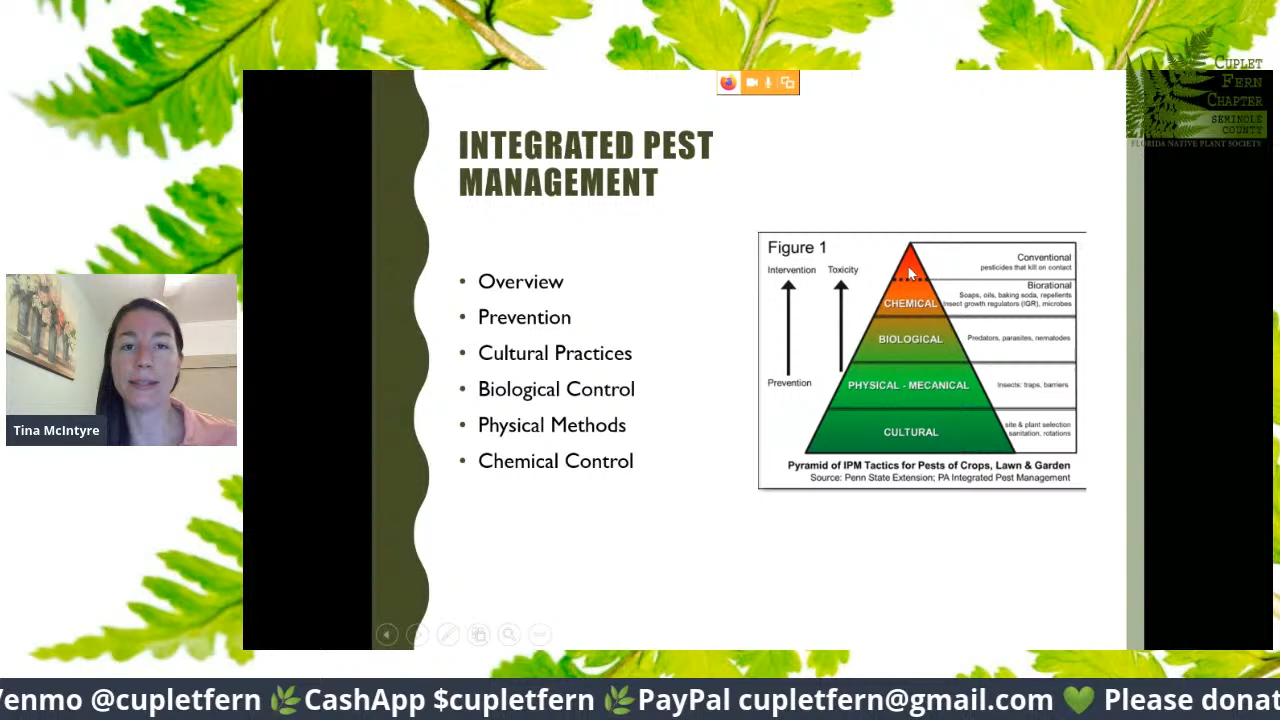 CUPLET
FERN
CHAPTER
SEMINOLE
COUNTY
FLORIDA NATIVE PLANT SOCIETY
INTEGRATED PEST
MANAGEMENT
• Overview
• Prevention
• Cultural Practices
• Biological Control
• Physical Methods
• Chemical Control
Figure 1
Intervention
Toxicity
Prevention
Conventional
pesticides that kill on contact
Biorational
Soaps, oils, baking soda, repellents
Insect growth regulators (IGR), microbes
CHEMICAL
BIOLOGICAL
Predators, parasites, nematodes
PHYSICAL - MECANICAL
Insects: traps, barriers
CULTURAL
site & plant selection
sanitation, rotations
Pyramid of IPM Tactics for Pests of Crops, Lawn & Garden
Source: Penn State Extension; PA Integrated Pest Management
Tina McIntyre
Venmo @cupletfern 🌿CashApp $cupletfern 🌿PayPal cupletfern@gmail.com 💚 Please donat